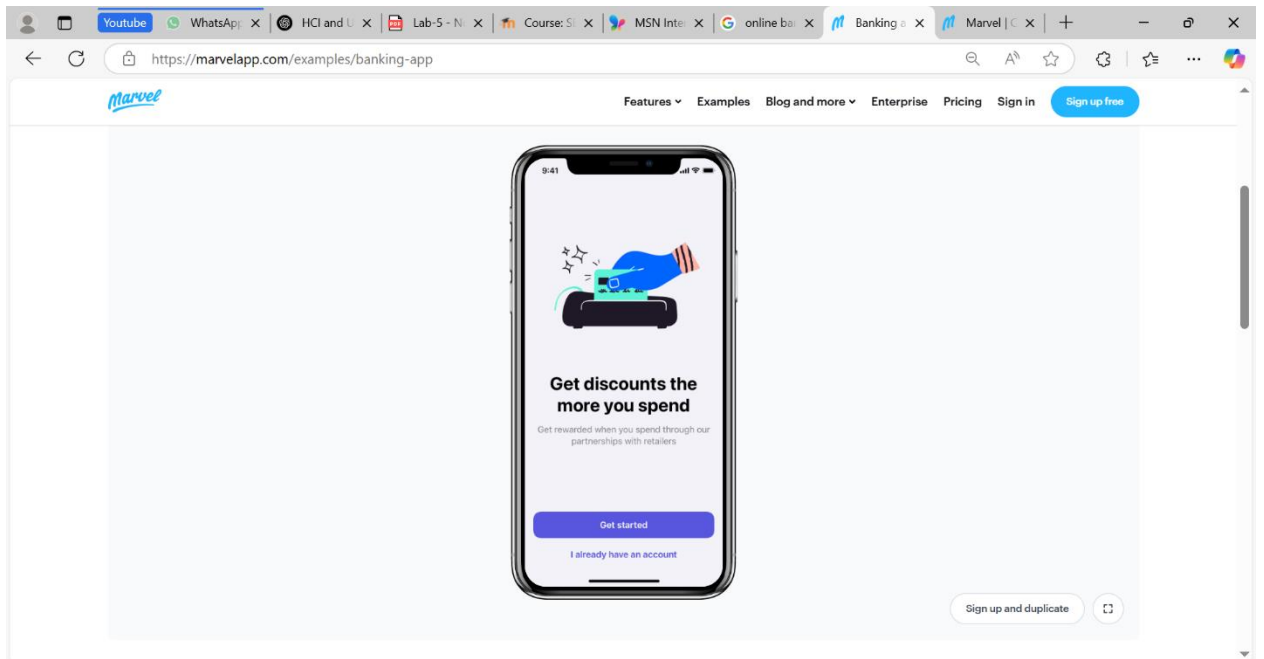 Youtube WhatsApp HCI and U Lab-5 - N Course: Si MSN Inte online ba Banking a Marvel | C
https://marvelapp.com/examples/banking-app
Marvel Features Examples Blog and more Enterprise Pricing Sign in Sign up free
9:41
Get discounts the
more you spend
Get rewarded when you spend through our
partnerships with retailers
Get started
I already have an account
Sign up and duplicate